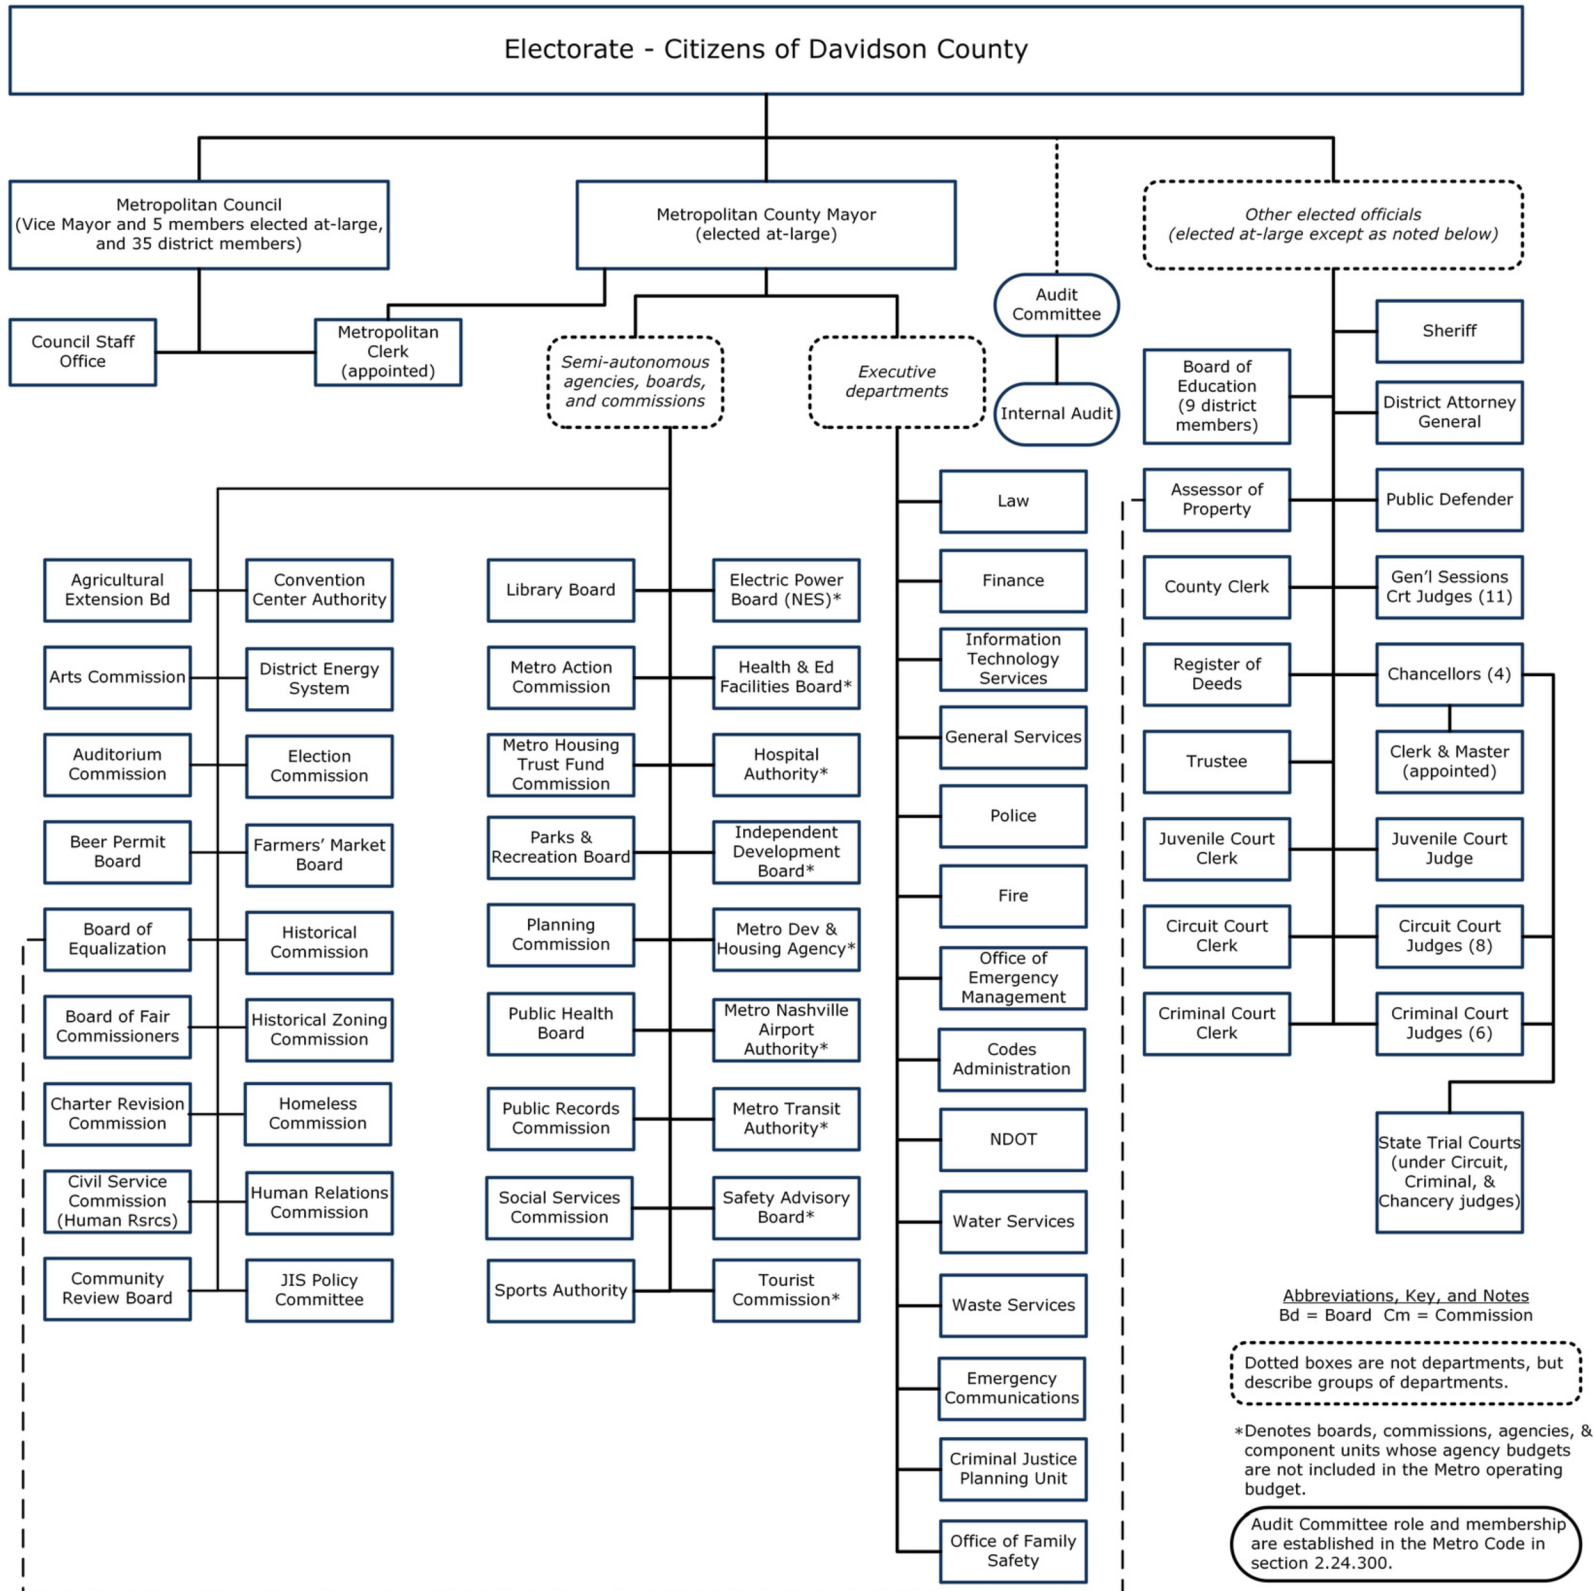 Electorate - Citizens of Davidson County
Metropolitan Council
(Vice Mayor and 5 members elected at-large,
and 35 district members)
Metropolitan County Mayor
(elected at-large)
Other elected officials
(elected at-large except as noted below)
Council Staff
Office
Metropolitan
Clerk
(appointed)
Semi-autonomous
agencies, boards,
and commissions
Executive
departments
Audit
Committee
Internal Audit
Agricultural
Extension Bd
Arts Commission
Auditorium
Commission
Beer Permit
Board
Board of
Equalization
Board of Fair
Commissioners
Charter Revision
Commission
Civil Service
Commission
(Human Rsrcs)
Community
Review Board
Convention
Center Authority
District Energy
System
Election
Commission
Farmers’ Market
Board
Historical
Commission
Historical Zoning
Commission
Homeless
Commission
Human Relations
Commission
JIS Policy
Committee
Library Board
Metro Action
Commission
Metro Housing
Trust Fund
Commission
Parks &
Recreation Board
Planning
Commission
Public Health
Board
Public Records
Commission
Social Services
Commission
Sports Authority
Electric Power
Board (NES)*
Health & Ed
Facilities Board*
Hospital
Authority*
Independent
Development
Board*
Metro Dev &
Housing Agency*
Metro Nashville
Airport
Authority*
Metro Transit
Authority*
Safety Advisory
Board*
Tourist
Commission*
Law
Finance
Information
Technology
Services
General Services
Police
Fire
Office of
Emergency
Management
Codes
Administration
NDOT
Water Services
Waste Services
Emergency
Communications
Criminal Justice
Planning Unit
Office of Family
Safety
Board of
Education
(9 district
members)
Assessor of
Property
County Clerk
Register of
Deeds
Trustee
Juvenile Court
Clerk
Circuit Court
Clerk
Criminal Court
Clerk
Sheriff
District Attorney
General
Public Defender
Gen’l Sessions
Crt Judges (11)
Chancellors (4)
Clerk & Master
(appointed)
Juvenile Court
Judge
Circuit Court
Judges (8)
Criminal Court
Judges (6)
State Trial Courts
(under Circuit,
Criminal, &
Chancery judges)
Abbreviations, Key, and Notes
Bd = Board Cm = Commission
Dotted boxes are not departments, but
describe groups of departments.
*Denotes boards, commissions, agencies, &
component units whose agency budgets
are not included in the Metro operating
budget.
Audit Committee role and membership
are established in the Metro Code in
section 2.24.300.